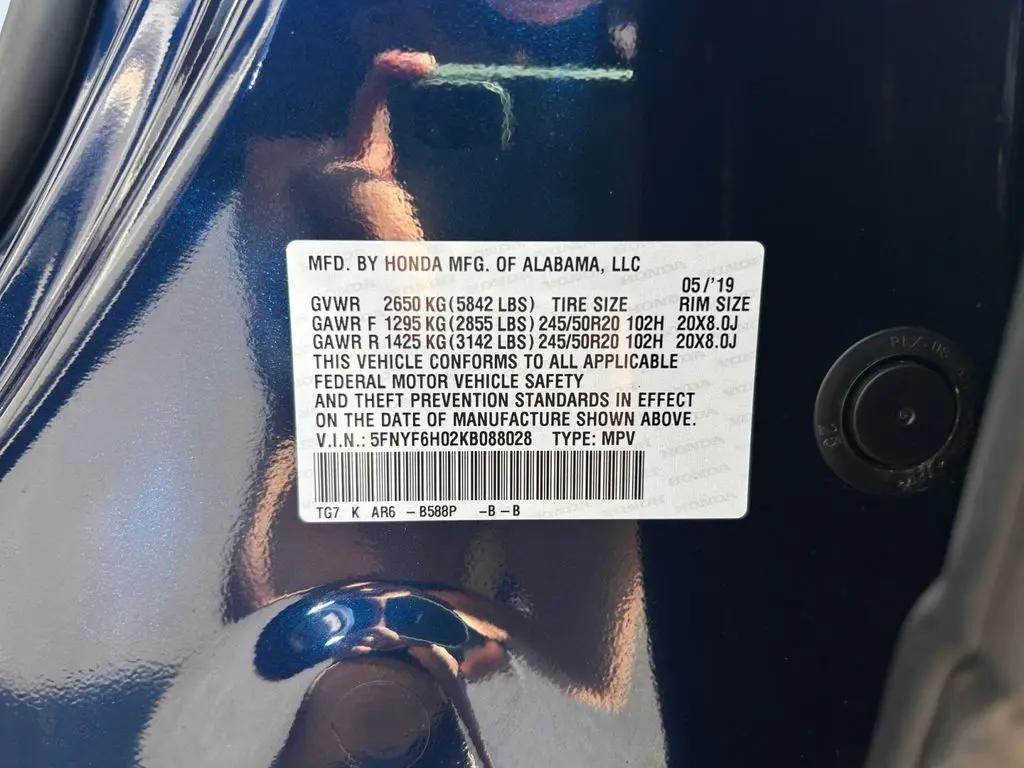 MFD. BY HONDA MFG. OF ALABAMA, LLC
05/'19
GVWR 2650 KG (5842 LBS) TIRE SIZE RIM SIZE
GAWR F 1295 KG (2855 LBS) 245/50R20 102H 20X8.0J
GAWR R 1425 KG (3142 LBS) 245/50R20 102H 20X8.0J
THIS VEHICLE CONFORMS TO ALL APPLICABLE
FEDERAL MOTOR VEHICLE SAFETY
AND THEFT PREVENTION STANDARDS IN EFFECT
ON THE DATE OF MANUFACTURE SHOWN ABOVE.
V.I.N.: 5FNYF6H02KB088028 TYPE: MPV
TG7 K AR6 -B588P -B-B
HONDA
25